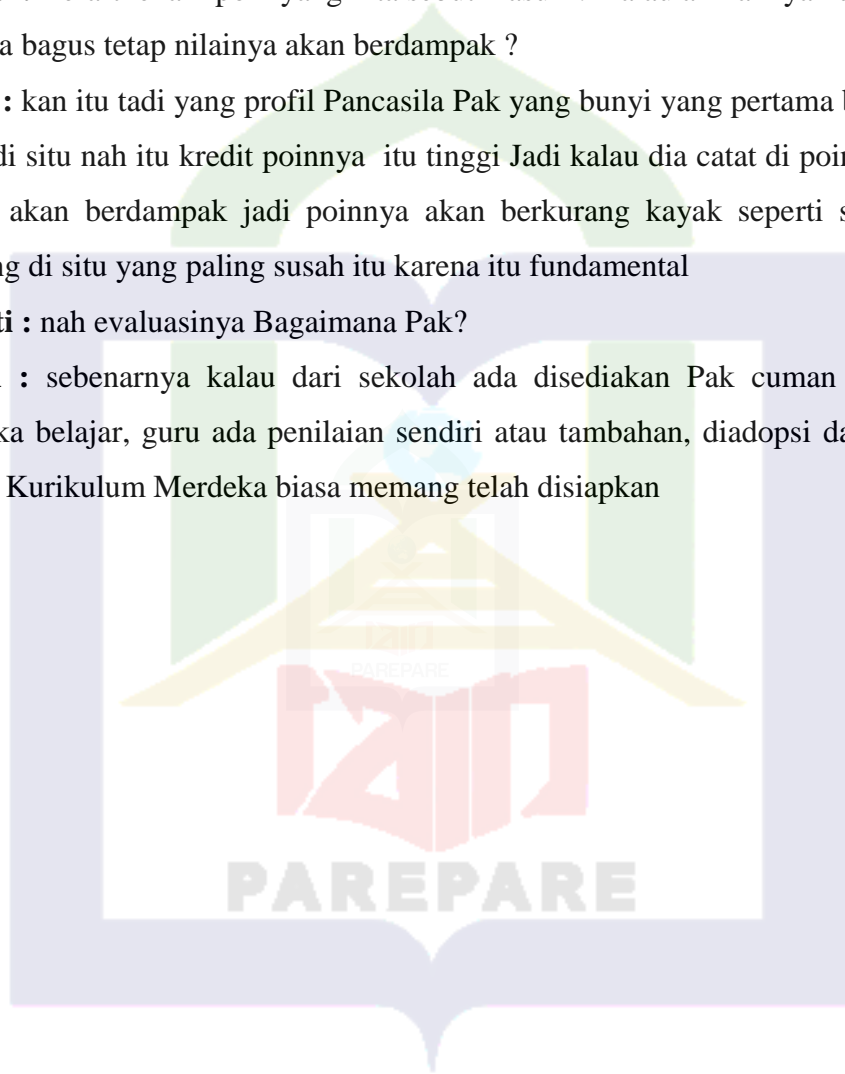 a bagus tetap nilainya akan berdampak ?
: kan itu tadi yang profil Pancasila Pak yang bunyi yang pertama
di situ nah itu kredit poinnya itu tinggi Jadi kalau dia catat di
akan berdampak jadi poinnya akan berkurang kayak seperti
di situ yang paling susah itu karena itu fundamental
ti : nah evaluasinya Bagaimana Pak?
: sebenarnya kalau dari sekolah ada disediakan Pak cuman
ka belajar, guru ada penilaian sendiri atau tambahan, diadopsi
Kurikulum Merdeka biasa memang telah disiapkan
PAREPARE
PAREPARE